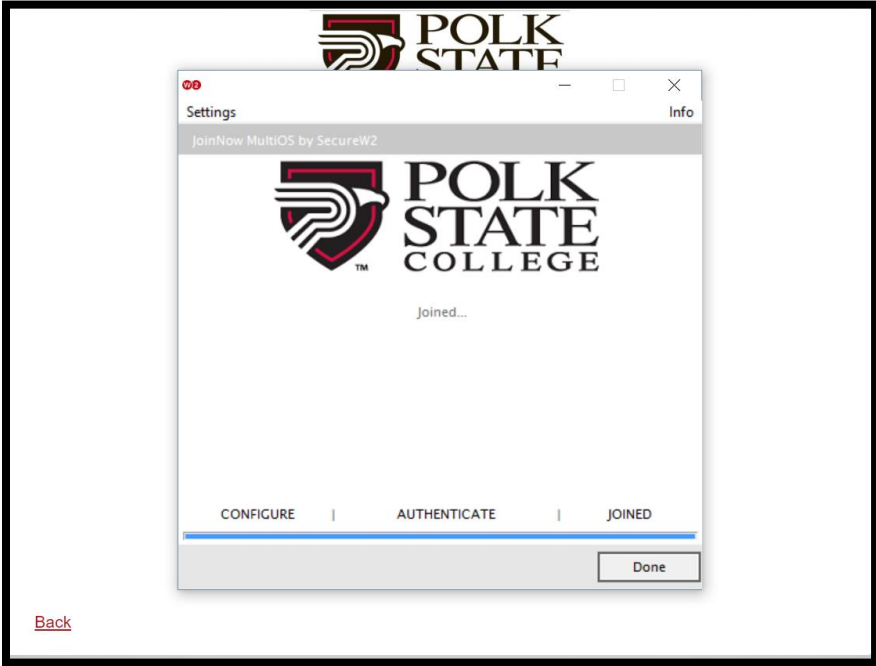 POLK
STATE
W2
Settings Info
JoinNow MultiOS by SecureW2
POLK
STATE
COLLEGE
TM
Joined...
CONFIGURE | AUTHENTICATE | JOINED
Done
Back